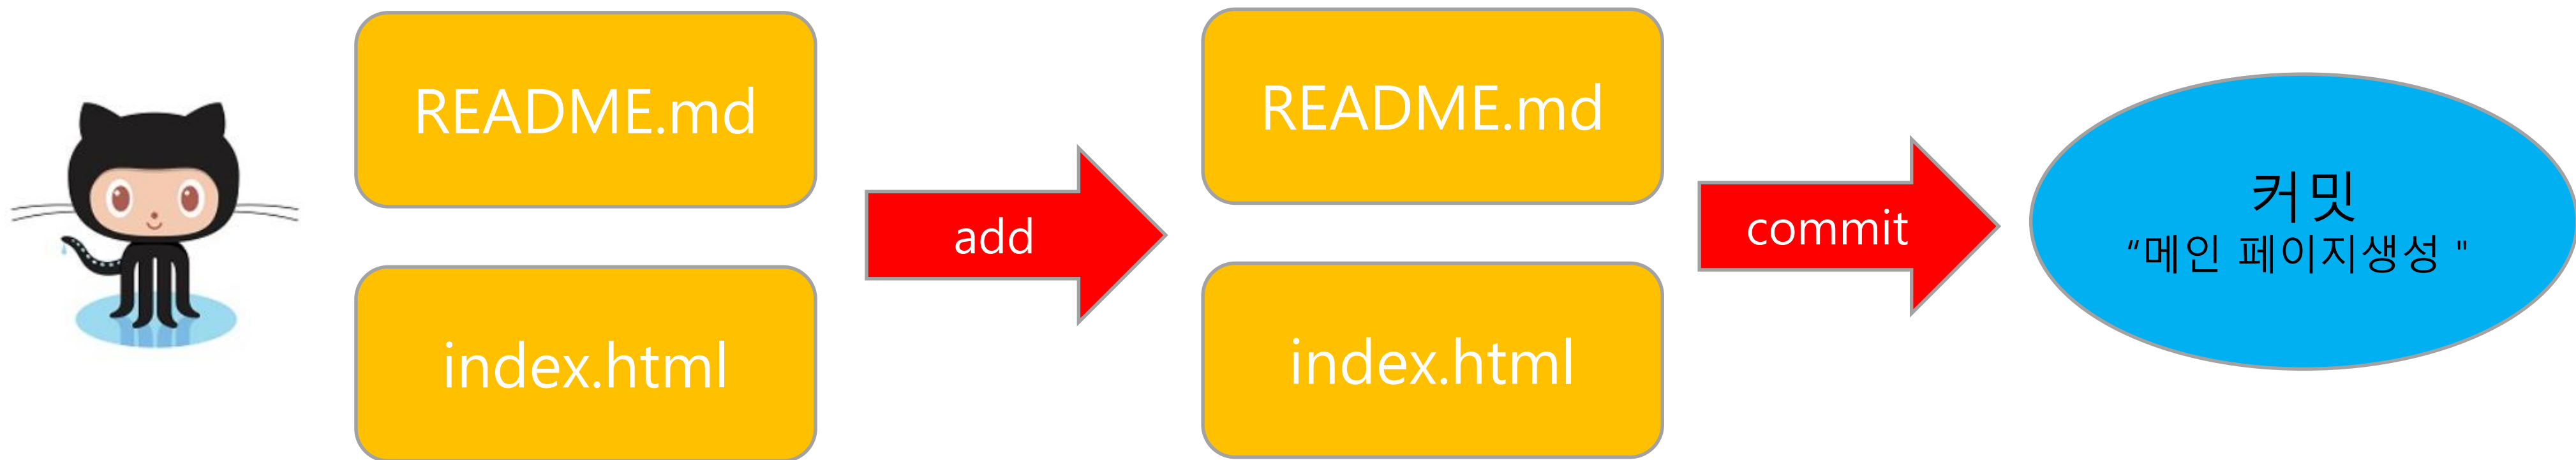 README.md
index.html
add
README.md
index.html
commit
커밋
“메인 페이지생성 "